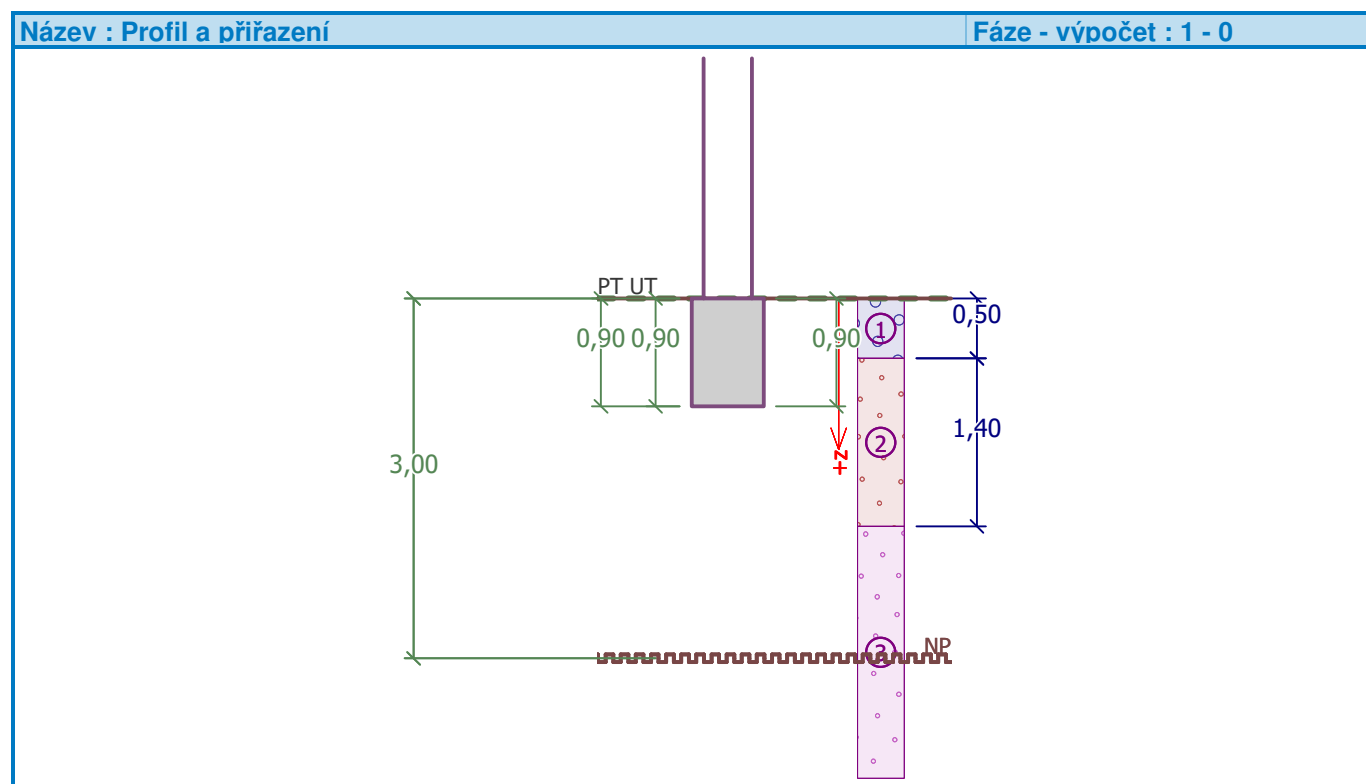 Název : Profil a přiřazení
Fáze - výpočet : 1 - 0
PT UT
0,50
1
0,90 0,90
0,90
1,40
2
3,00
+z
NP
3